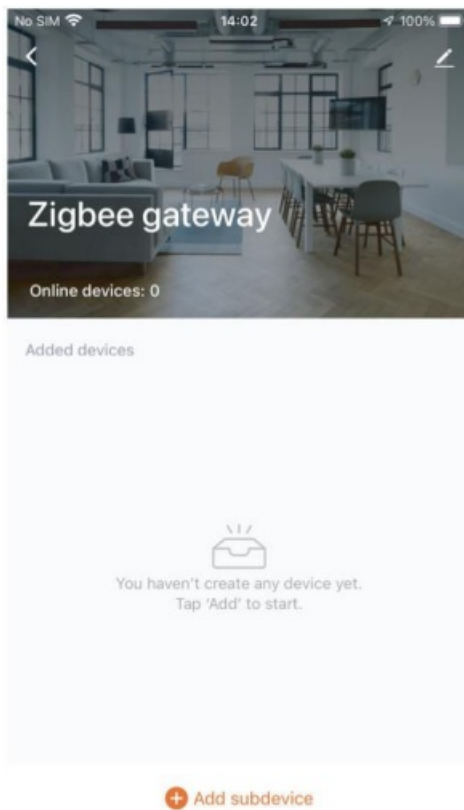 No SIM 14:02 100%
Zigbee gateway
Online devices: 0
Added devices
You haven't create any device yet.
Tap 'Add' to start.
Add subdevice